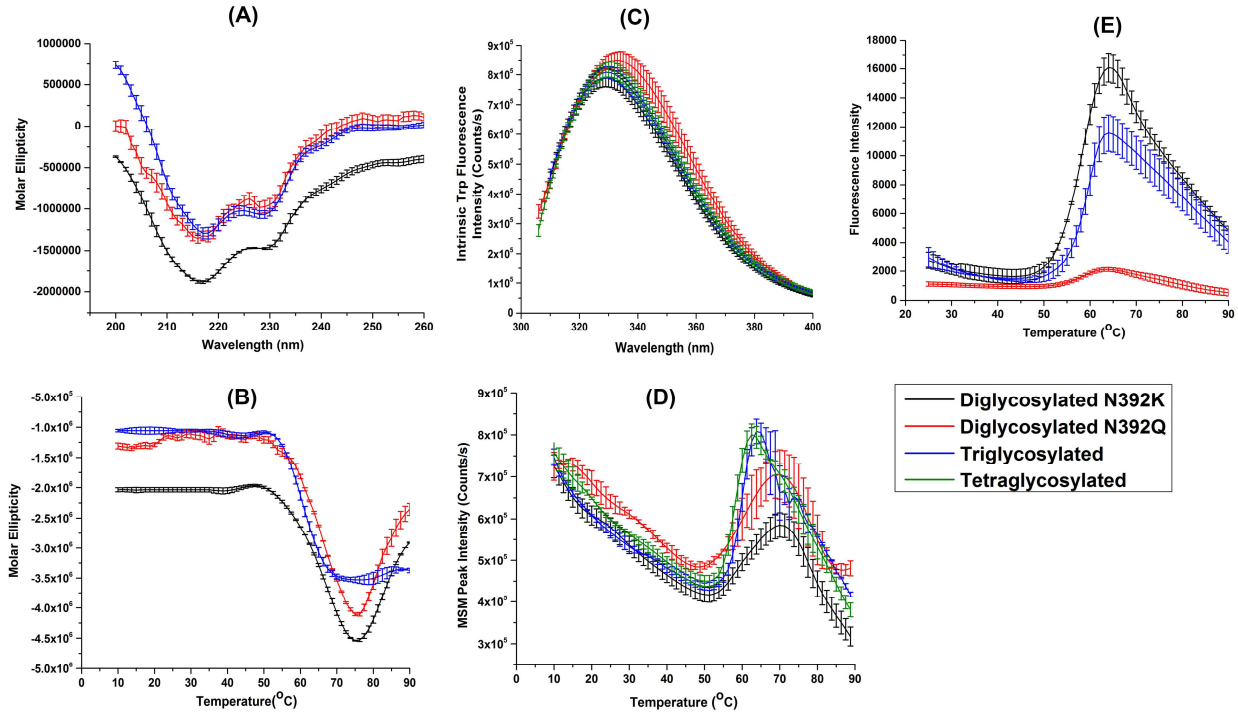 (A)
Molar Ellipticity
1000000
500000
0
-500000
-1000000
-1500000
-2000000
200 210 220 230 240 250 260
Wavelength (nm)
(C)
Intrinsic Trp Fluorescence
Intensity (Counts/s)
9x10⁵
8x10⁵
7x10⁵
6x10⁵
5x10⁵
4x10⁵
3x10⁵
2x10⁵
1x10⁵
0
300 320 340 360 380 400
Wavelength (nm)
(E)
Fluorescence Intensity
18000
16000
14000
12000
10000
8000
6000
4000
2000
0
20 30 40 50 60 70 80 90
Temperature (°C)
(B)
Molar Ellipticity
-5.0x10⁵
-1.0x10⁶
-1.5x10⁶
-2.0x10⁶
-2.5x10⁶
-3.0x10⁶
-3.5x10⁶
-4.0x10⁶
-4.5x10⁶
-5.0x10⁶
10 20 30 40 50 60 70 80 90
Temperature(°C)
(D)
MSM Peak Intensity (Counts/s)
9x10⁵
8x10⁵
7x10⁵
6x10⁵
5x10⁵
4x10⁵
3x10⁵
0 10 20 30 40 50 60 70 80 90
Temperature (°C)
Diglycosylated N392K
Diglycosylated N392Q
Triglycosylated
Tetraglycosylated